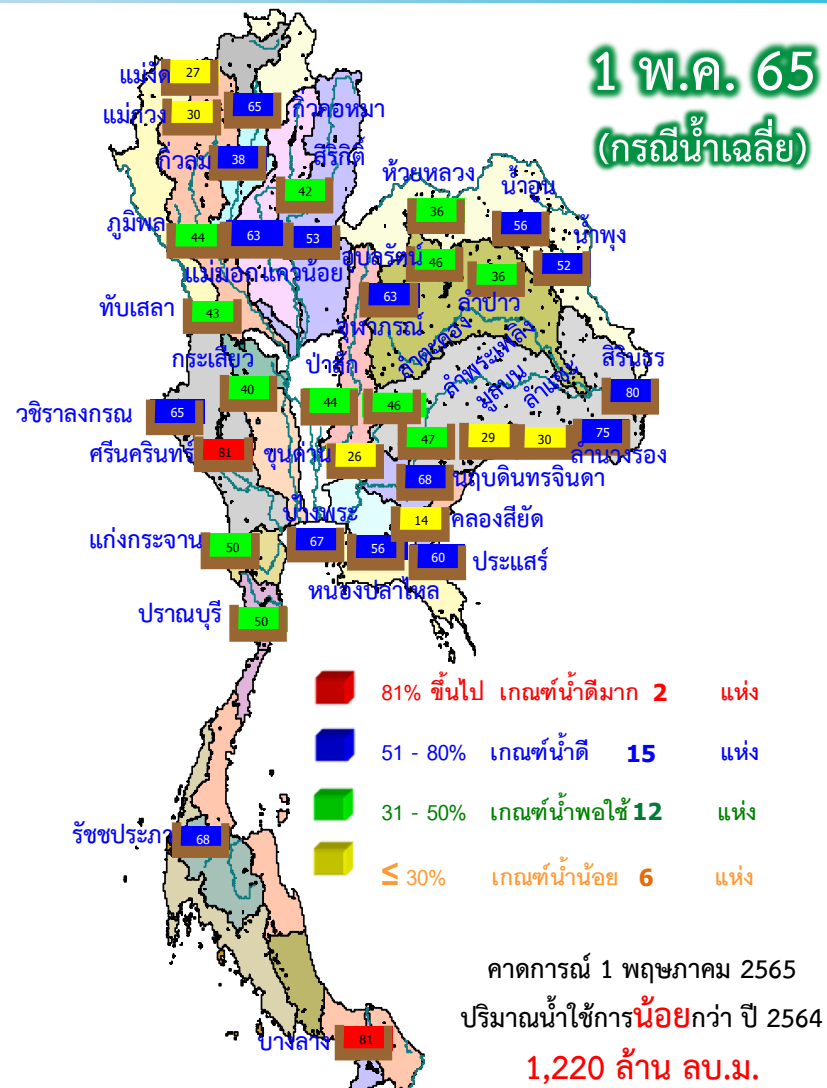 1 พ.ค. 65
(กรณีน้ำเฉลี่ย)
แม่งัด 27
แม่กวง 30
65 กิ่วคอหมา
กิ่วลม 38
สิริกิติ์
42
ห้วยหลวง
36
น้ำอูน
56
น้ำพุง
52
ภูมิพล
44
63
53
แม่มอก แควน้อย
อุบลรัตน์
46
36
ลำปาว
63
จุฬาภรณ์
ทับเสลา
43
กระเสียว
40
ป่าสัก
44
ลำตะคอง
46
ลำพระเพลิง
47
มูลบน
29
ลำแชะ
30
สิรินธร
80
75
ลำนางรอง
วชิราลงกรณ 65
ศรีนครินทร์ 81
ขุนด่าน 26
68 นฤบดินทรจินดา
14 คลองสียัด
บางพระ
67
56
หนองปลาไหล
60 ประแสร์
แก่งกระจาน 50
ปราณบุรี
50
81% ขึ้นไป เกณฑ์น้ำดีมาก 2 แห่ง
51 - 80% เกณฑ์น้ำดี 15 แห่ง
31 - 50% เกณฑ์น้ำพอใช้ 12 แห่ง
≤ 30% เกณฑ์น้ำน้อย 6 แห่ง
รัชชประภา 68
คาดการณ์ 1 พฤษภาคม 2565
ปริมาณน้ำใช้การน้อยกว่า ปี 2564
1,220 ล้าน ลบ.ม.
บางลาง 81